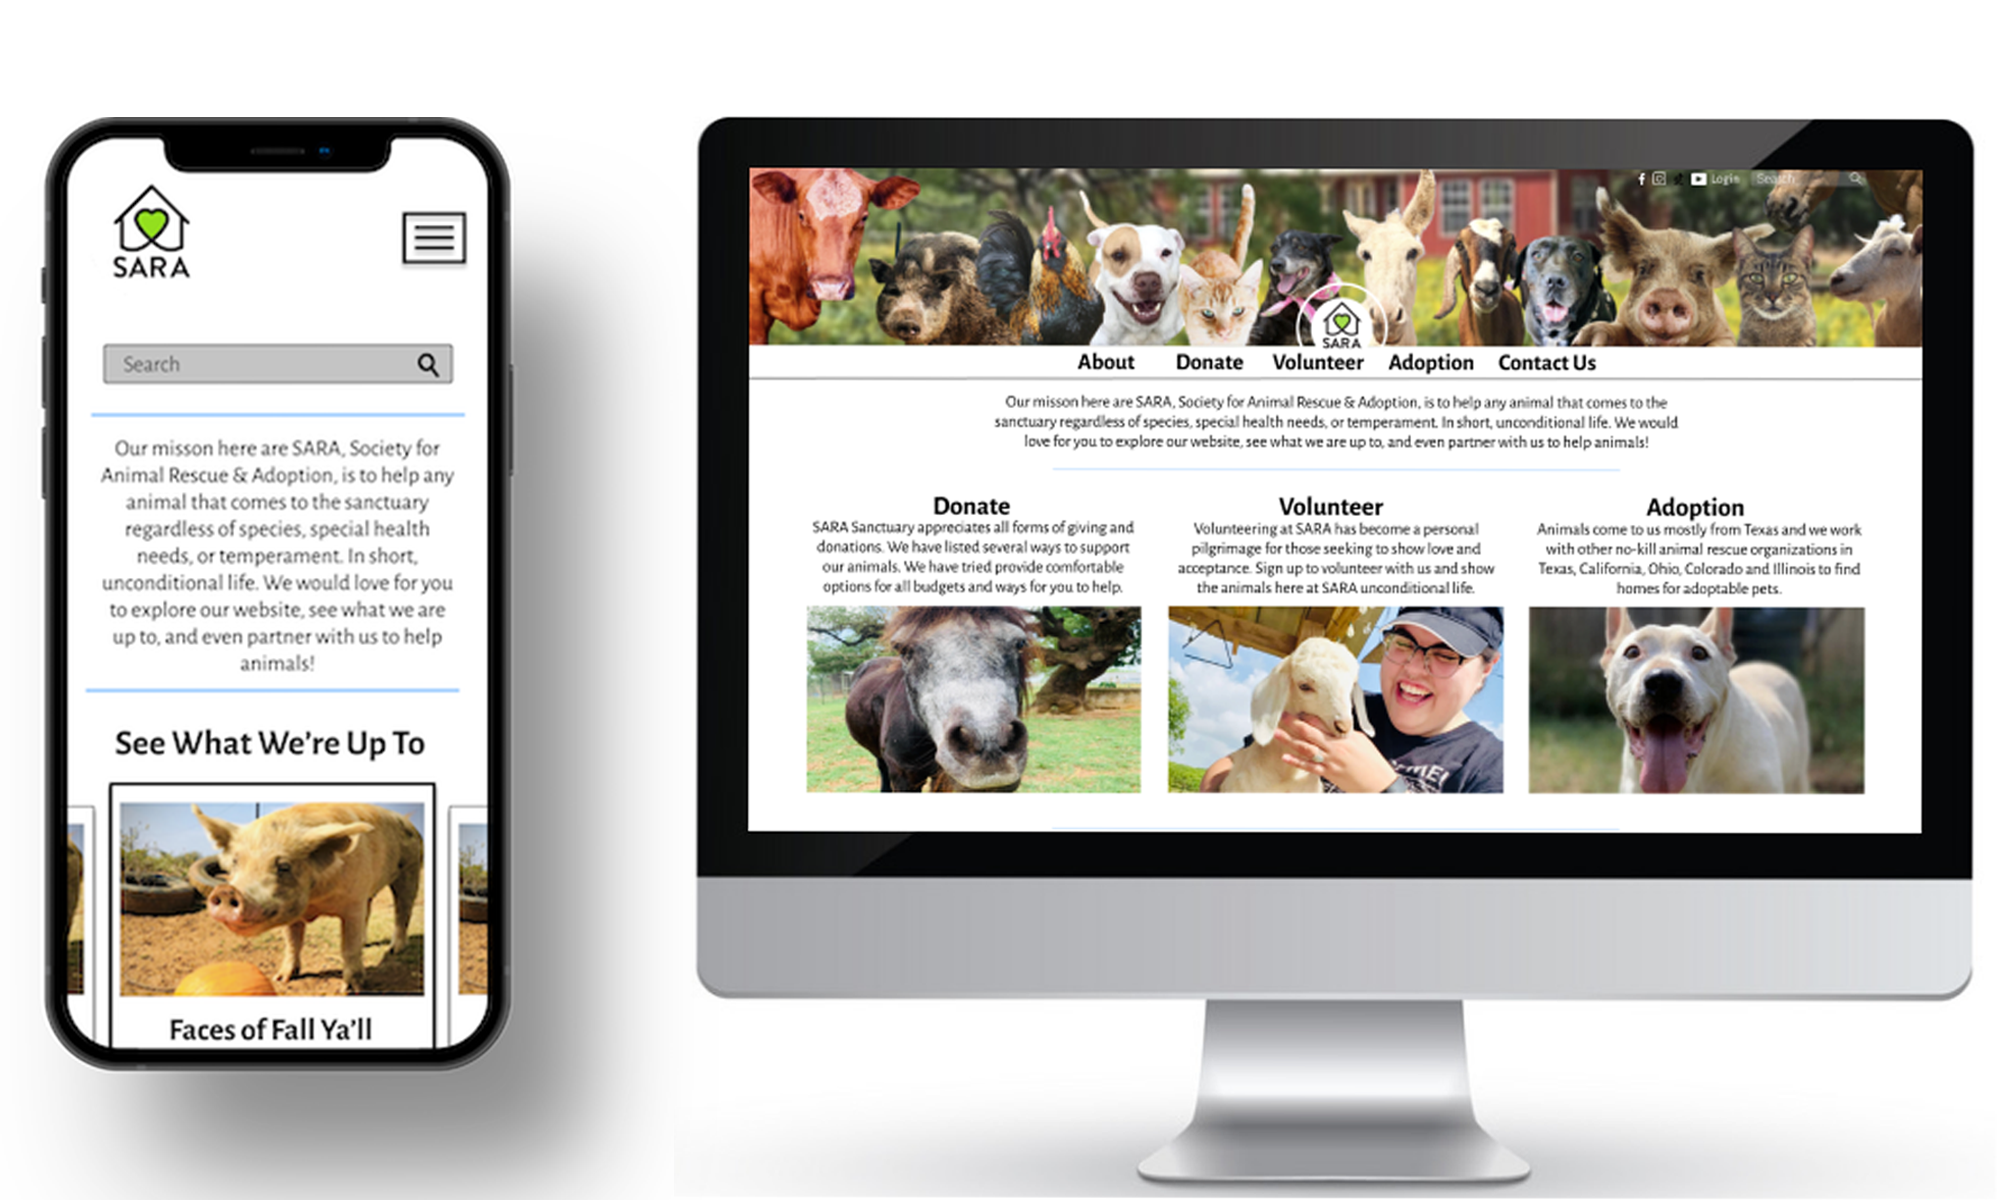 SARA
Search
Our misson here are SARA, Society for
Animal Rescue & Adoption, is to help any
animal that comes to the sanctuary
regardless of species, special health
needs, or temperament. In short,
unconditional life. We would love for you
to explore our website, see what we are
up to, and even partner with us to help
animals!
See What We're Up To
Faces of Fall Ya'll
Login
Search
SARA
About Donate Volunteer Adoption Contact Us
Our misson here are SARA, Society for Animal Rescue & Adoption, is to help any animal that comes to the
sanctuary regardless of species, special health needs, or temperament. In short, unconditional life. We would
love for you to explore our website, see what we are up to, and even partner with us to help animals!
Donate
SARA Sanctuary appreciates all forms of giving and
donations. We have listed several ways to support
our animals. We have tried provide comfortable
options for all budgets and ways for you to help.
Volunteer
Volunteering at SARA has become a personal
pilgrimage for those seeking to show love and
acceptance. Sign up to volunteer with us and show
the animals here at SARA unconditional life.
Adoption
Animals come to us mostly from Texas and we work
with other no-kill animal rescue organizations in
Texas, California, Ohio, Colorado and Illinois to find
homes for adoptable pets.